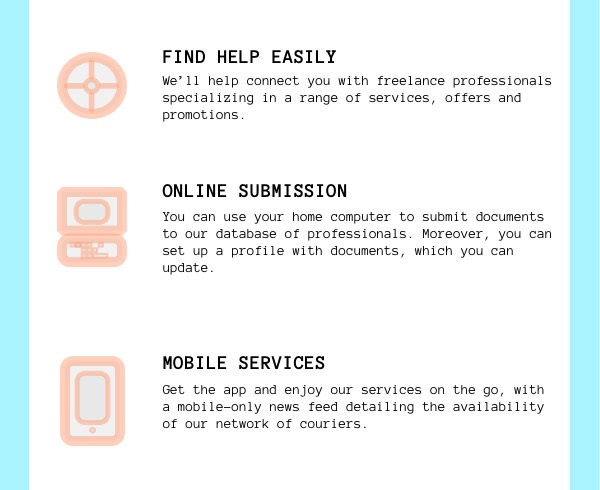 FIND HELP EASILY
We’ll help connect you with freelance professionals
specializing in a range of services, offers and
promotions.
ONLINE SUBMISSION
You can use your home computer to submit documents
to our database of professionals. Moreover, you can
set up a profile with documents, which you can
update.
MOBILE SERVICES
Get the app and enjoy our services on the go, with
a mobile-only news feed detailing the availability
of our network of couriers.